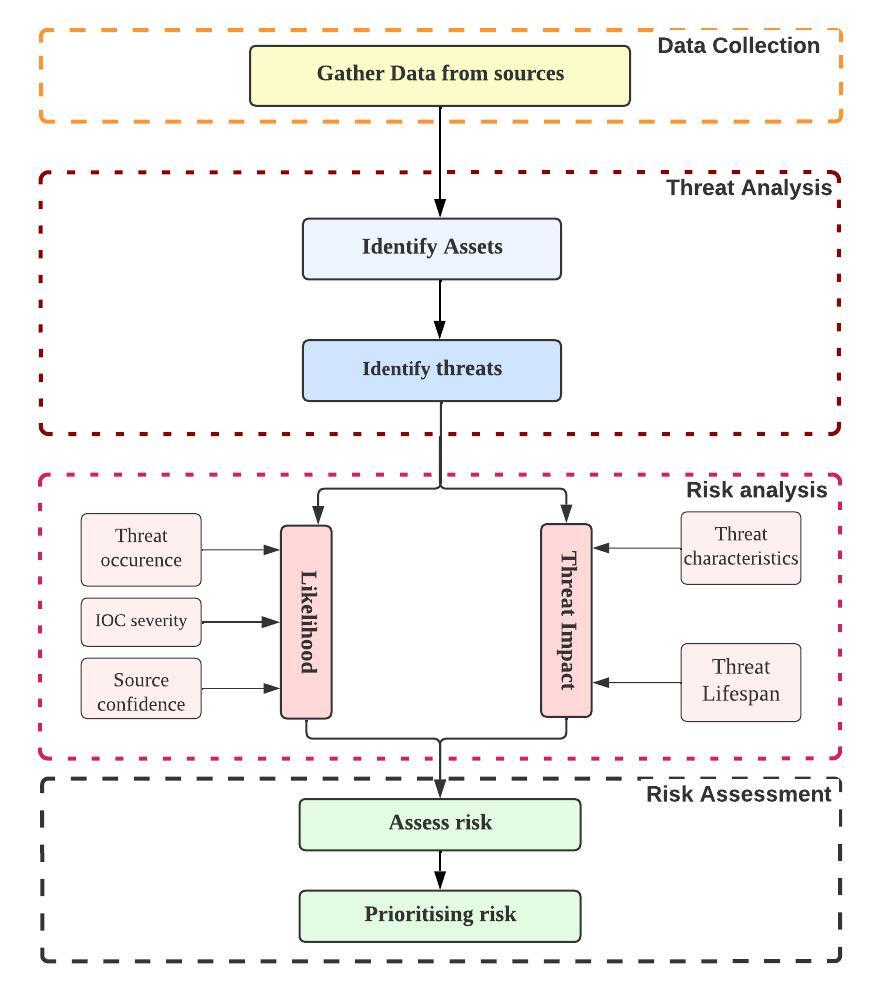 Data Collection
Gather Data from sources
Threat Analysis
Identify Assets
Identify threats
Risk analysis
Threat
occurence
IOC severity
Source
confidence
Likelihood
Threat Impact
Threat
characteristics
Threat
Lifespan
Risk Assessment
Assess risk
Prioritising risk